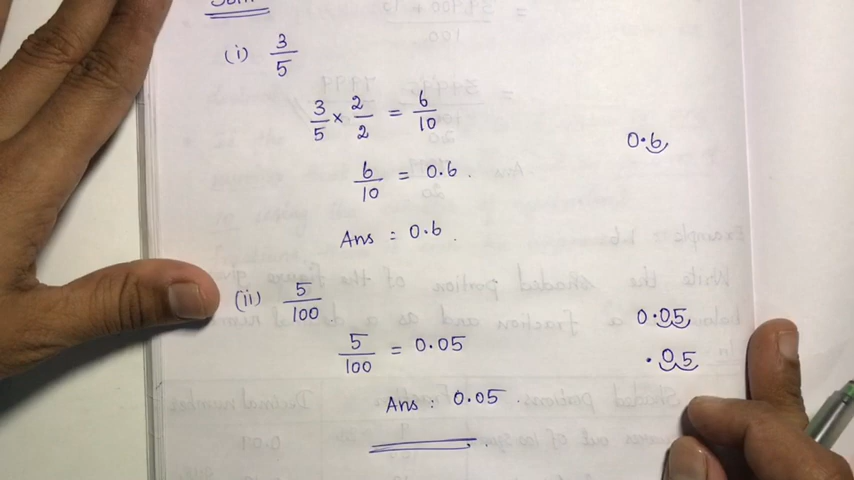 Soln
(i) 3/5
3/5 × 2/2 = 6/10
0.6
6/10 = 0.6.
Ans : 0.6.
(ii) 5/100
0.05
5/100 = 0.05
.05
Ans : 0.05.